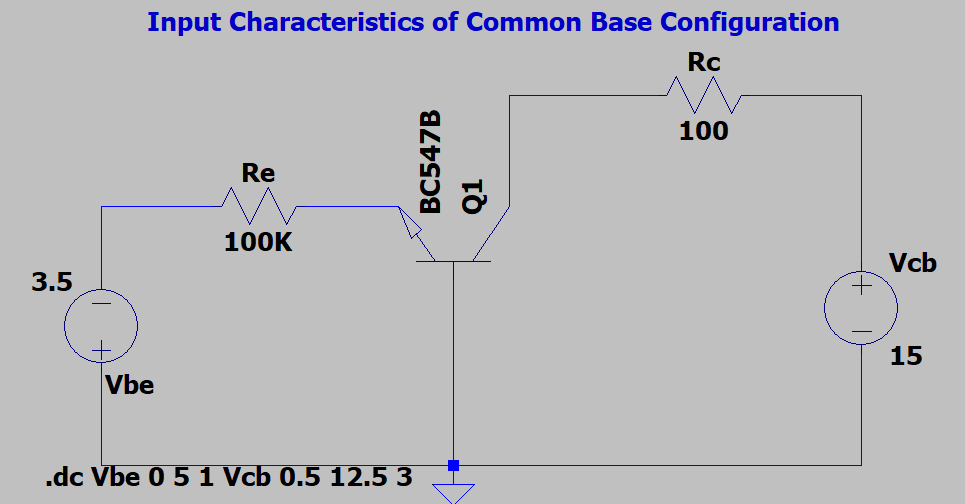 Input Characteristics of Common Base Configuration
Rc
100
BC547B
Q1
Re
100K
3.5
Vbe
Vcb
15
.dc Vbe 0 5 1 Vcb 0.5 12.5 3